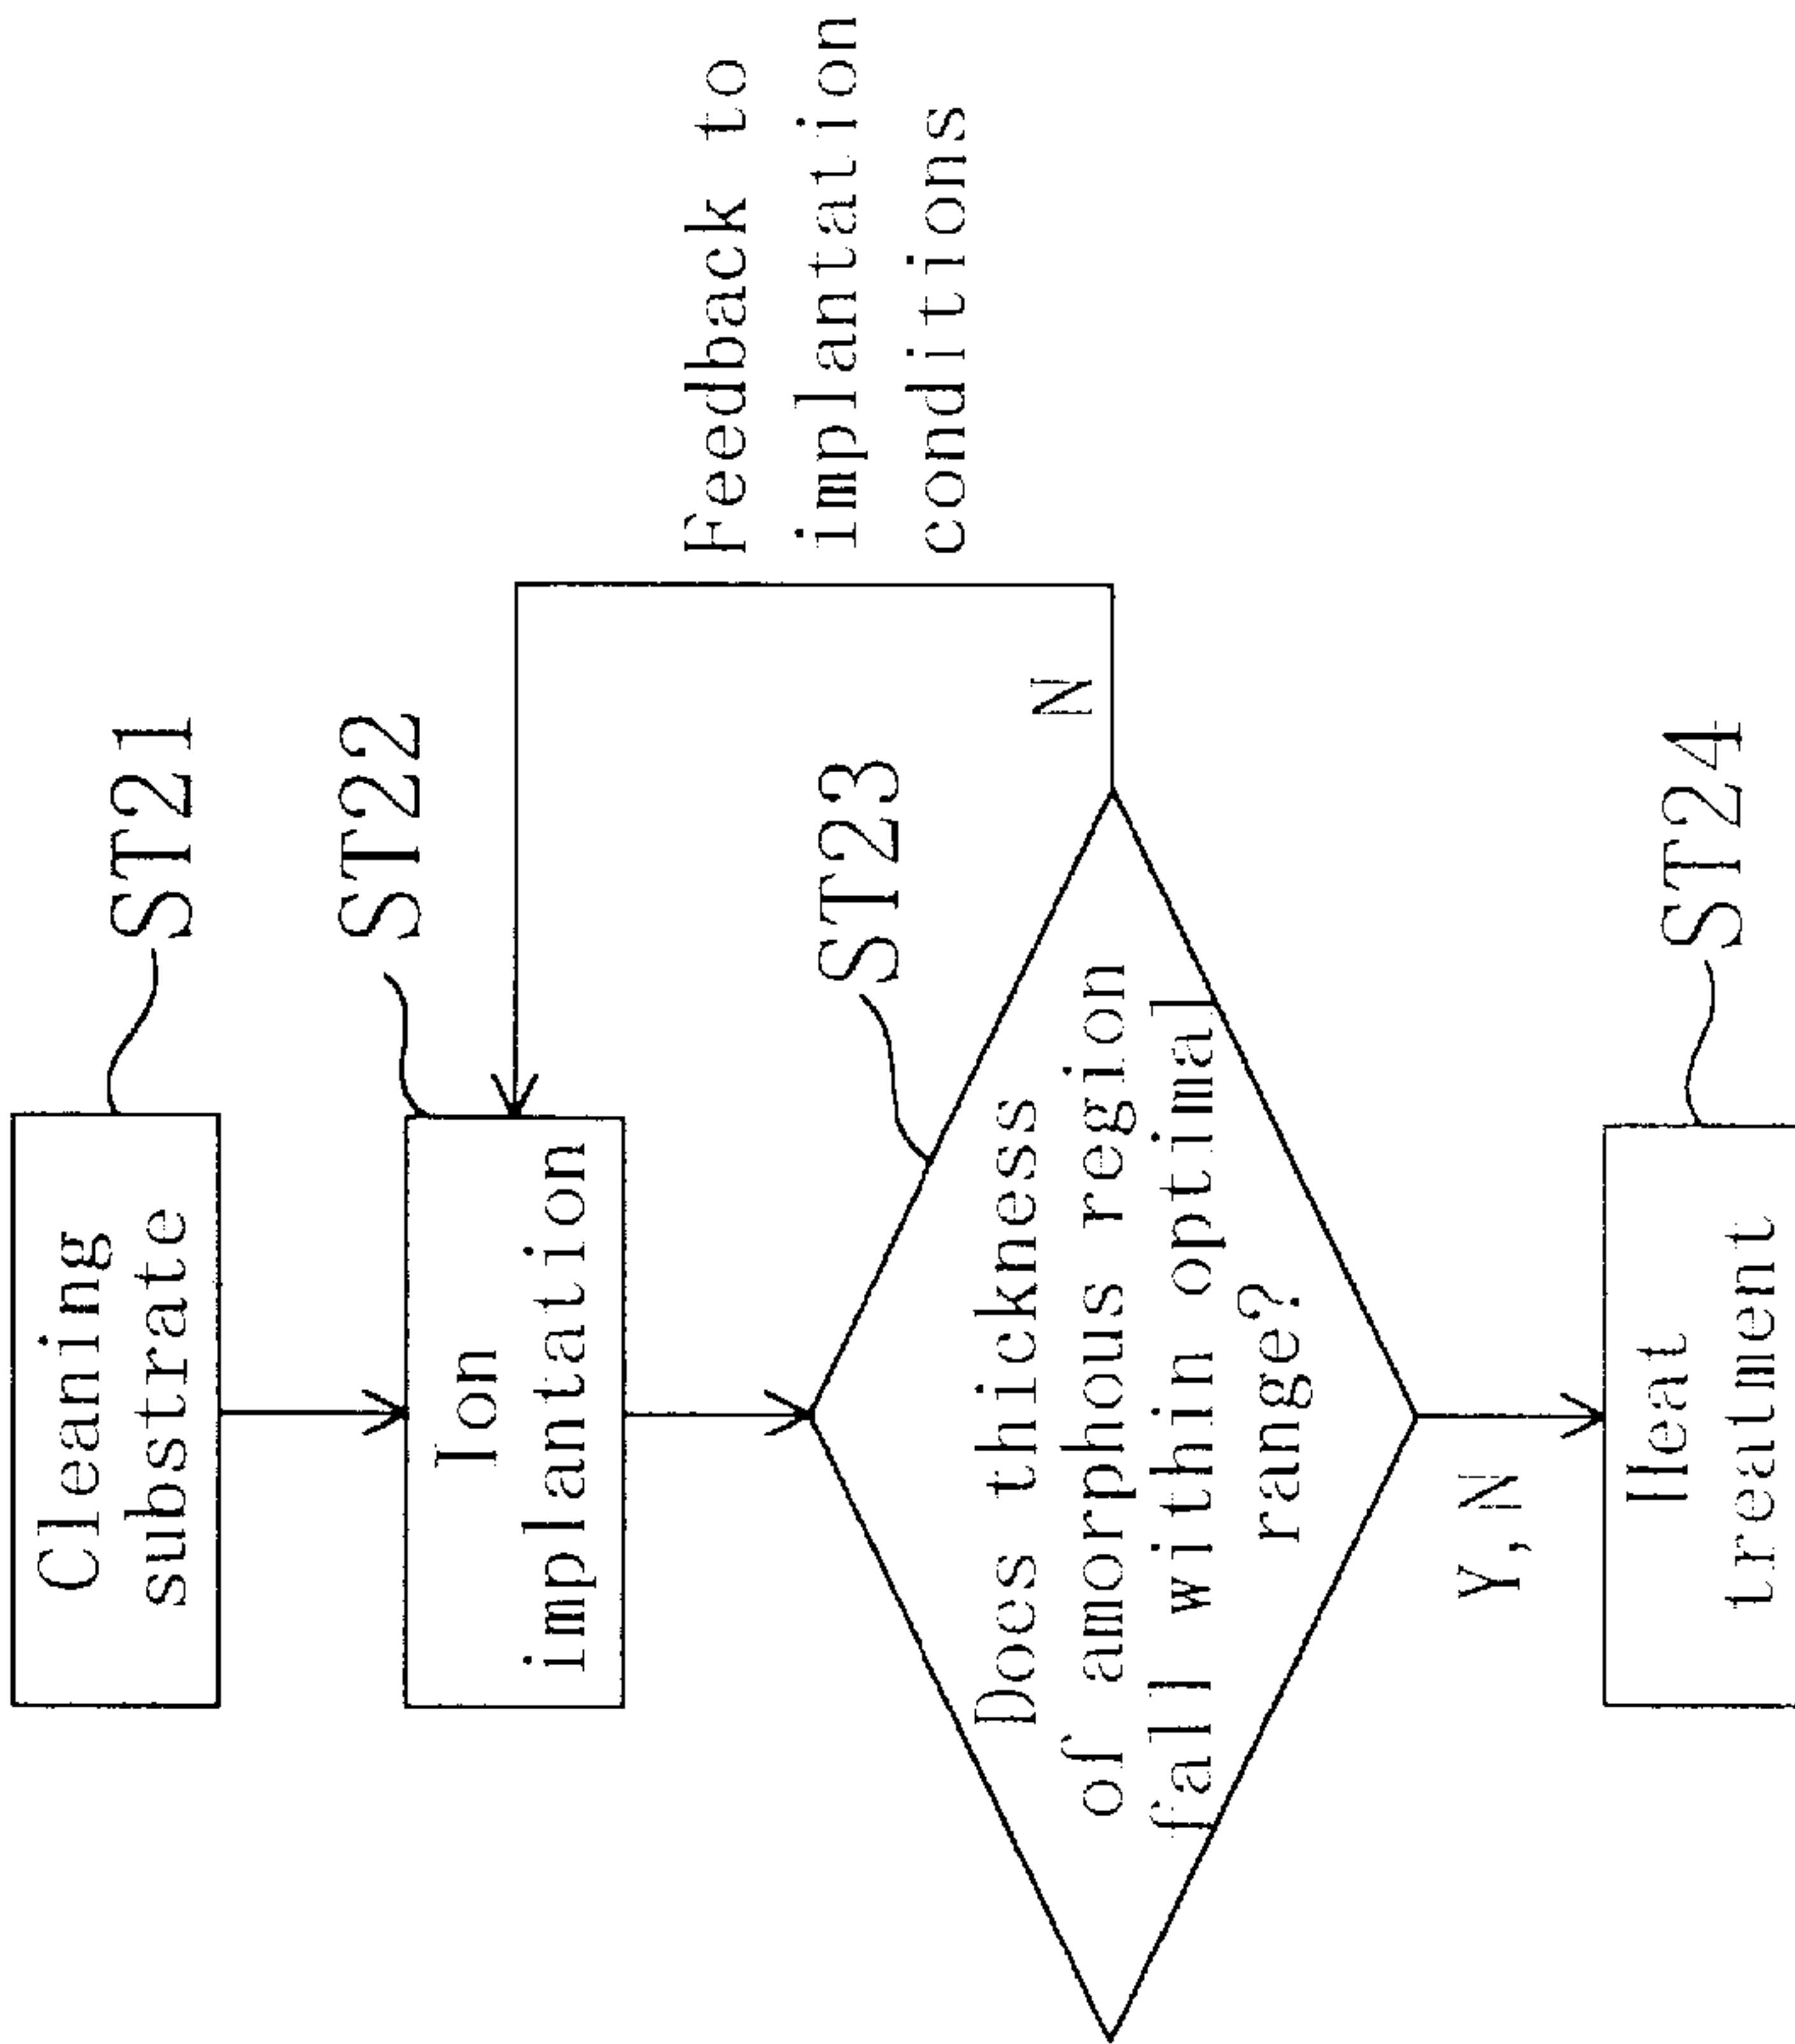 Cleaning
substrate
ST21
Ion
implantation
ST22
Feedback to
implantation
conditions
Does thickness
of amorphous region
fall within optimal
range?
ST23
N
Y, N
Heat
treatment
ST24